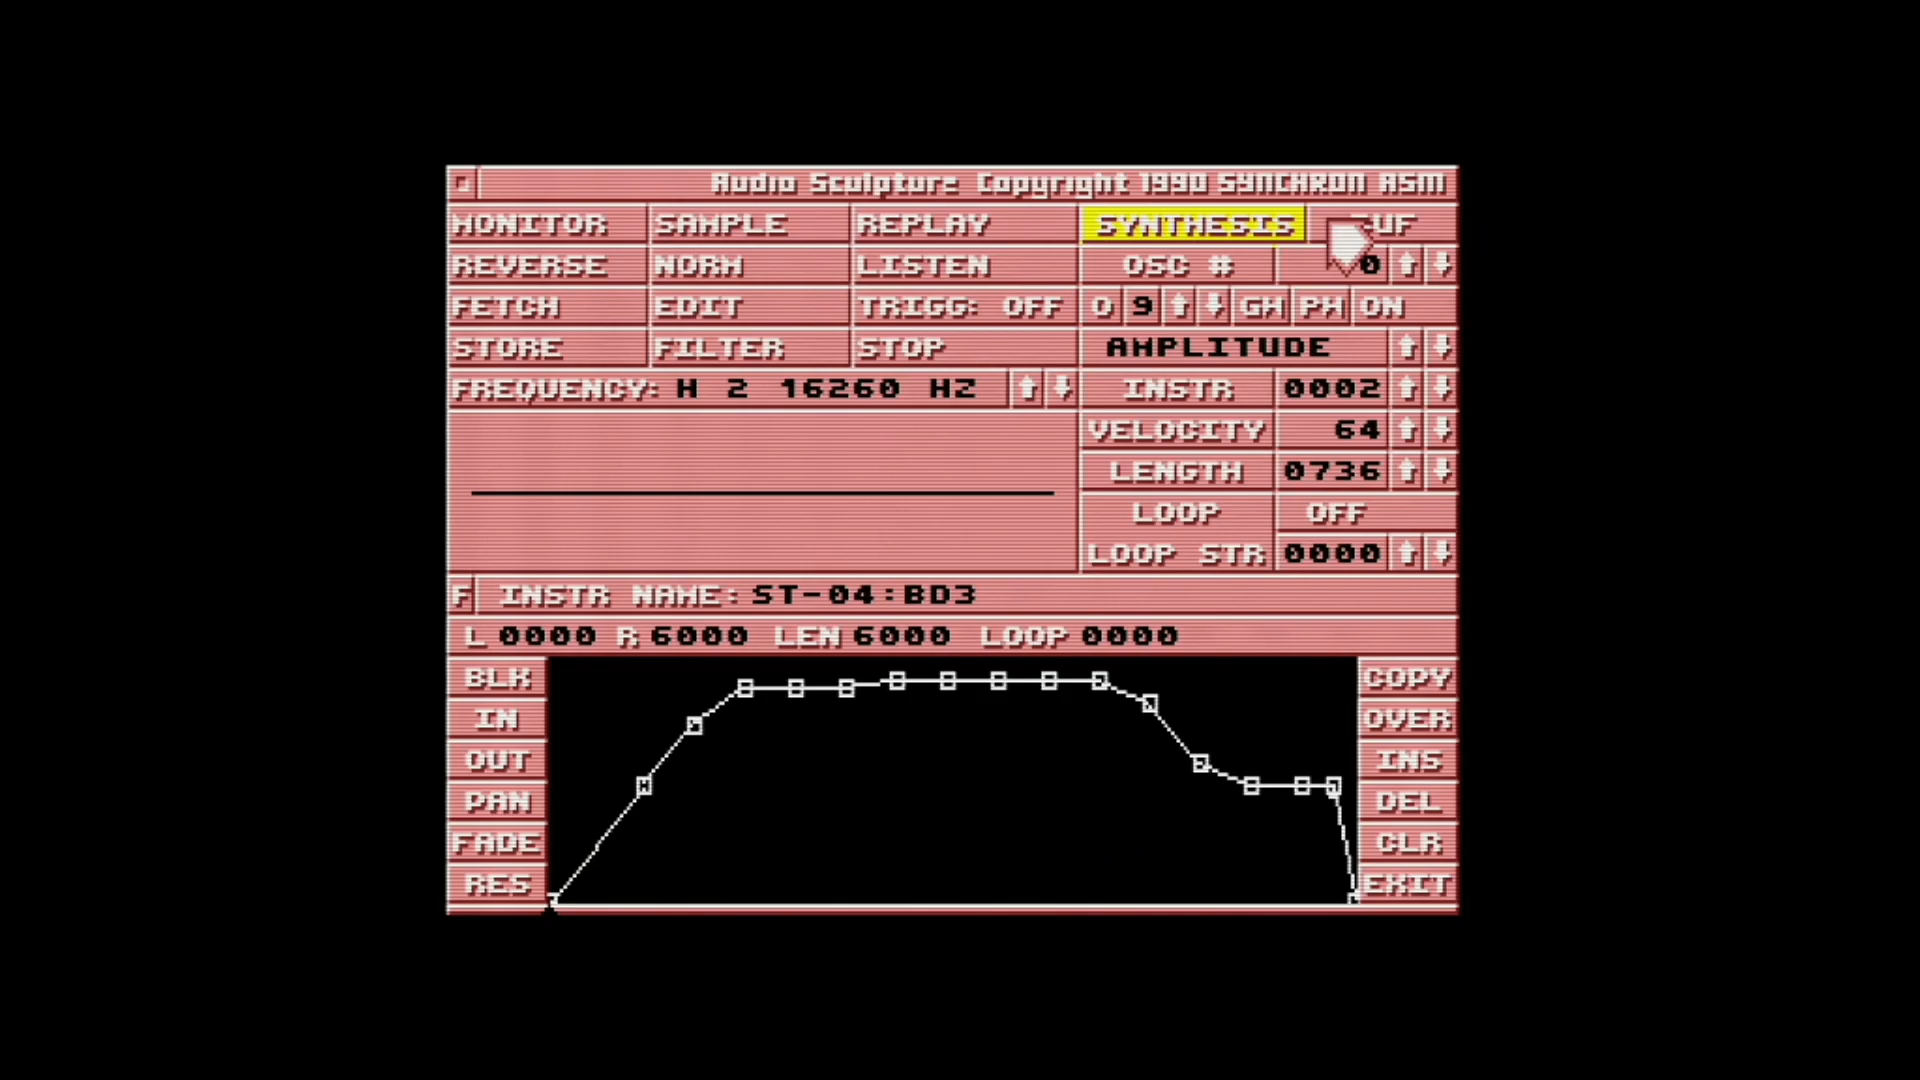 Audio Sculpture Copyright 1990 SYNCHRON ASM
MONITOR SAMPLE REPLAY SYNTHESIS
REVERSE NORM LISTEN OSC # 0
FETCH EDIT TRIGG: OFF O 9 GH PH ON
STORE FILTER STOP AMPLITUDE
FREQUENCY: H 2 16260 HZ INSTR 0002
VELOCITY 64
LENGTH 0736
LOOP OFF
LOOP STR 0000
F INSTR NAME: ST-04:BD3
L 0000 R 6000 LEN 6000 LOOP 0000
BLK COPY
IN OVER
OUT INS
PAN DEL
FADE CLR
RES EXIT